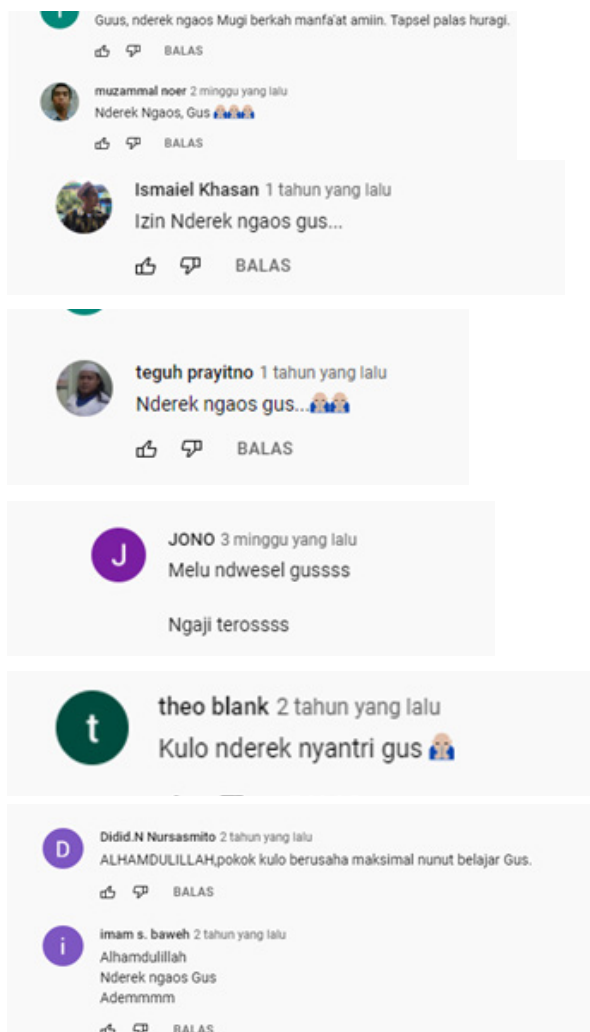 Guus, nderek ngaos Mugi berkah manfa'at amiin. Tapsel palas huragi.
BALAS
muzammal noer 2 minggu yang lalu
Nderek Ngaos, Gus 🙏🙏🙏
BALAS
Ismaiel Khasan 1 tahun yang lalu
Izin Nderek ngaos gus...
BALAS
teguh prayitno 1 tahun yang lalu
Nderek ngaos gus...🙏🙏
BALAS
J
JONO 3 minggu yang lalu
Melu ndwesel gussss
Ngaji terossss
t
theo blank 2 tahun yang lalu
Kulo nderek nyantri gus 🙏
D
Didid.N Nursasmito 2 tahun yang lalu
ALHAMDULILLAH,pokok kulo berusaha maksimal nunut belajar Gus.
BALAS
i
imam s. baweh 2 tahun yang lalu
Alhamdulillah
Nderek ngaos Gus
Ademmmm
BALAS